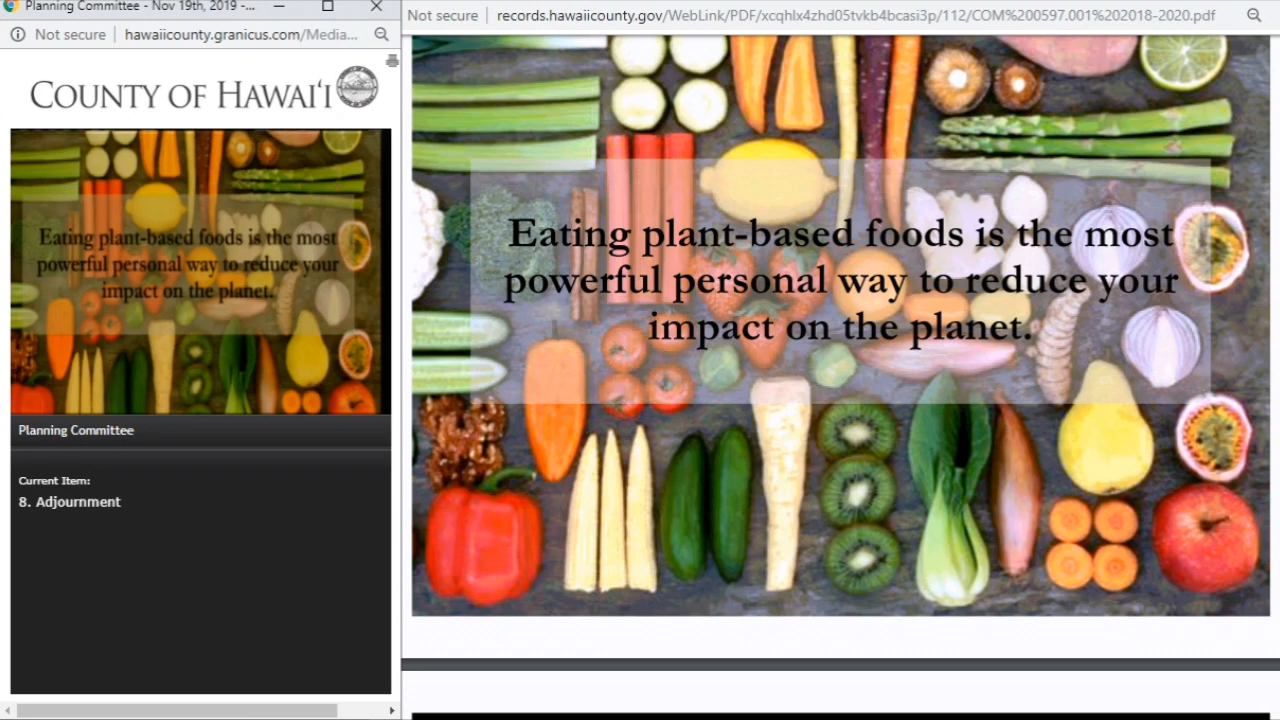 Planning Committee - Nov 19th, 2019 -...
Not secure | hawaiicounty.granicus.com/Media...
COUNTY OF HAWAIʻI
Eating plant-based foods is the most
powerful personal way to reduce your
impact on the planet.
Planning Committee
Current Item:
8. Adjournment
Not secure | records.hawaiicounty.gov/WebLink/PDF/xcqhlx4zhd05tvkb4bcasi3p/112/COM%200597.001%202018-2020.pdf
Eating plant-based foods is the most
powerful personal way to reduce your
impact on the planet.